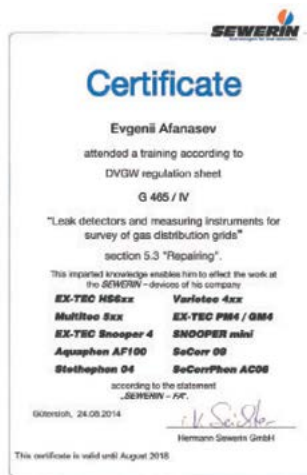 SEWERIN
Certificate
Evgenii Afanasev
attended a training according to
DVGW regulation sheet
G 465 / IV
"Leak detectors and measuring instruments for
survey of gas distribution grids"
section 5.3 "Repairing".
This imparted knowledge enables him to effect the work at
the SEWERIN – devices of his company
EX-TEC HS6xx Variotec 4xx
Multitec 5xx EX-TEC PM4 / GM4
EX-TEC Snooper 4 SNOOPER mini
Aquaphon AF100 SeCorr 08
Stethophon 04 SeCorrPhon AC06
according to the statement
„SEWERIN – FA“.
Gütersloh, 24.08.2014
Hermann Sewerin GmbH
This certificate is valid until August 2018